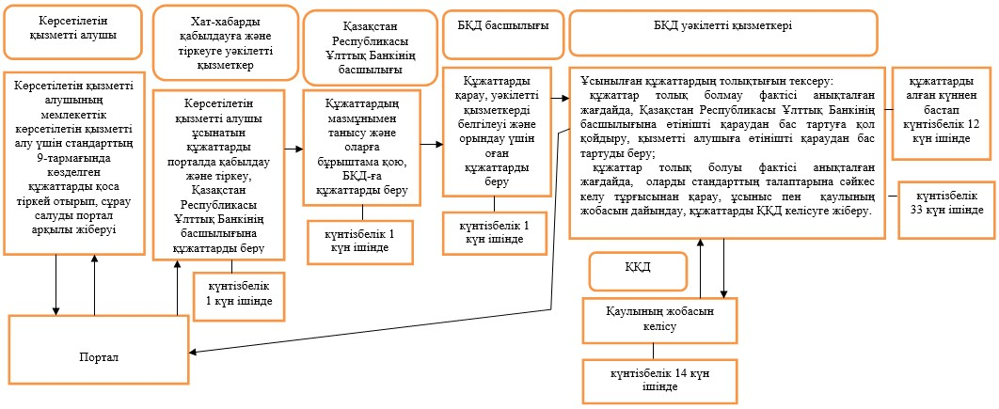 Көрсетілетін
қызметті алушы
Хат-хабарды
қабылдауға және
тіркеуге уәкілетті
қызметкер
Қазақстан
Республикасы
Ұлттық Банкінің
басшылығы
БҚД басшылығы
БҚД уәкілетті қызметкері
Көрсетілетін қызметті
алушының
мемлекеттік
көрсетілетін қызметті
алу үшін стандарттың
9-тармағында
көзделген
құжаттарды қоса
тіркей отырып, сұрау
салуды портал
арқылы жіберуі
Көрсетілетін
қызметті алушы
ұсынатын
құжаттарды
порталда қабылдау
және тіркеу,
Қазақстан
Республикасы
Ұлттық Банкінің
басшылығына
құжаттарды беру
күнтізбелік
1 күн ішінде
Құжаттардың
мазмұнымен
танысу және
оларға
бұрыштама қою,
БҚД-ға
құжаттарды беру
күнтізбелік 1
күн ішінде
Құжаттарды
қарау, уәкілетті
қызметкерді
белгілеуі және
орындау үшін
оған
құжаттарды
беру
күнтізбелік 1
күн ішінде
Ұсынылған құжаттардың толықтығын тексеру:
құжаттар толық болмау фактісі анықталған
жағдайда, Қазақстан Республикасы Ұлттық Банкінің
басшылығына өтінішті қараудан бас тартуға қол
қойдыру, қызметті алушыға өтінішті қараудан бас
тартуды беру;
құжаттар толық болуы фактісі анықталған
жағдайда, оларды стандарттың талаптарына сәйкес
келу тұрғысынан қарау, ұсыныс пен қаулының
жобасын дайындау, құжаттарды ҚҚД келісуге жіберу.
құжаттарды
алған күннен
бастап
күнтізбелік 12
күн ішінде
күнтізбелік
33 күн ішінде
ҚҚД
Қаулының жобасын
келісу
күнтізбелік 14 күн
ішінде
Портал